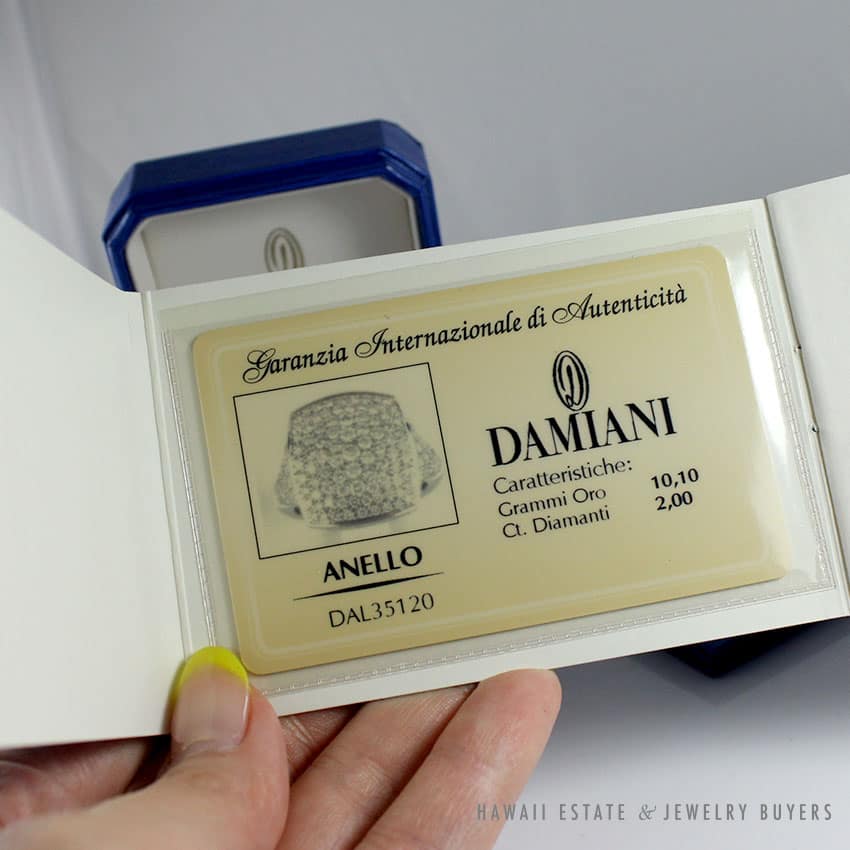 Garanzia Internazionale di Autenticità
DAMIANI
Caratteristiche:
Grammi Oro 10,10
Ct. Diamanti 2,00
ANELLO
DAL35120
HAWAII ESTATE & JEWELRY BUYERS